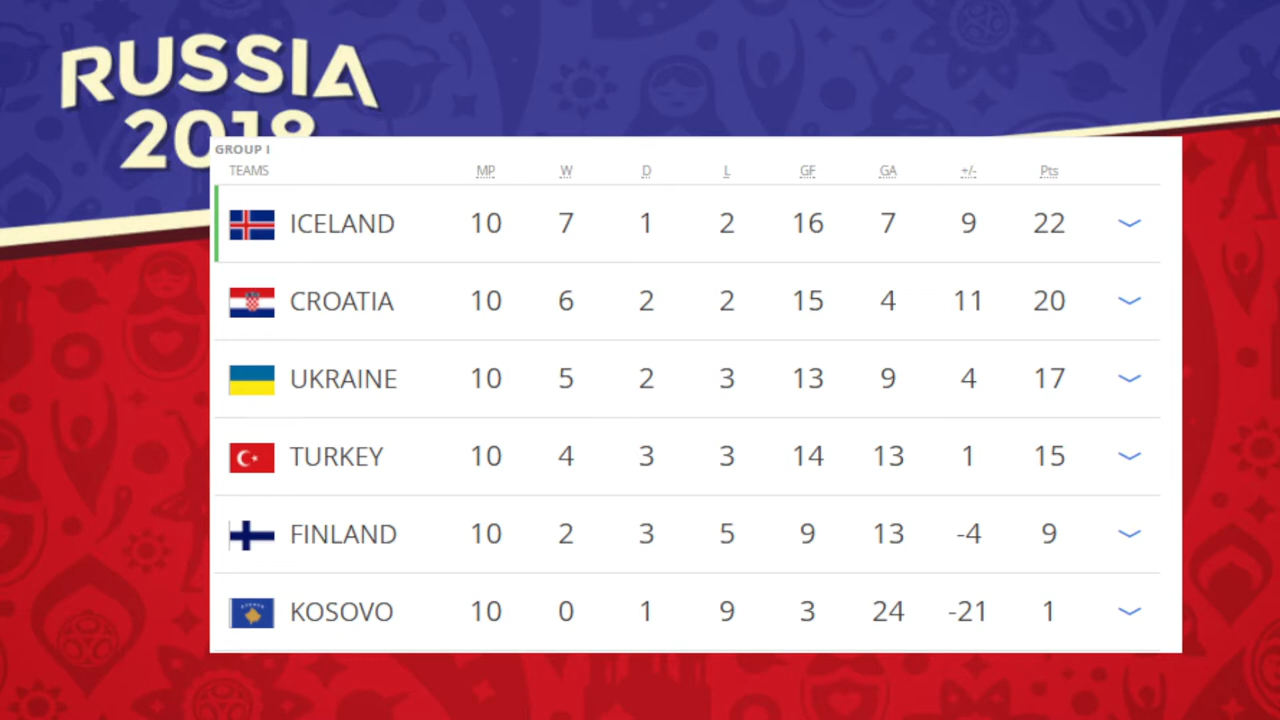 RUSSIA
2018
GROUP I
TEAMS MP W D L GF GA +/- Pts
ICELAND 10 7 1 2 16 7 9 22
CROATIA 10 6 2 2 15 4 11 20
UKRAINE 10 5 2 3 13 9 4 17
TURKEY 10 4 3 3 14 13 1 15
FINLAND 10 2 3 5 9 13 -4 9
KOSOVO 10 0 1 9 3 24 -21 1